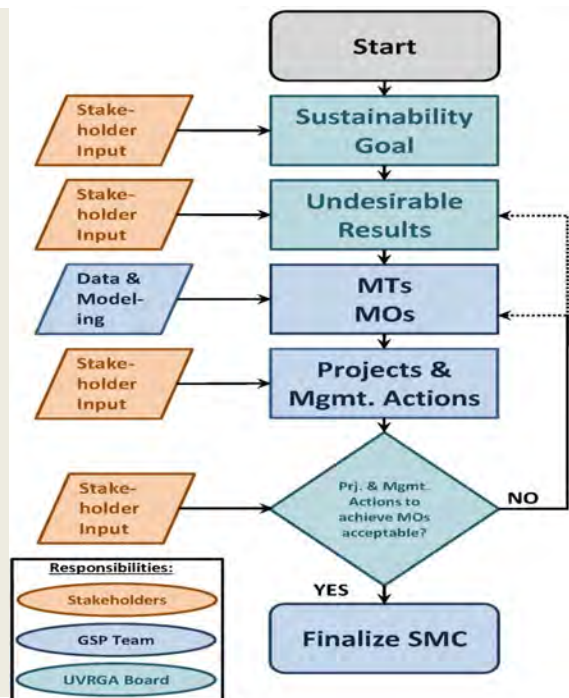 Start
Stake-
holder
Input
Sustainability
Goal
Stake-
holder
Input
Undesirable
Results
Data &
Model-
ing
MTs
MOs
Stake-
holder
Input
Projects &
Mgmt. Actions
Stake-
holder
Input
Prj. & Mgmt.
Actions to
achieve MOs
acceptable?
NO
YES
Finalize SMC
Responsibilities:
Stakeholders
GSP Team
UVRGA Board